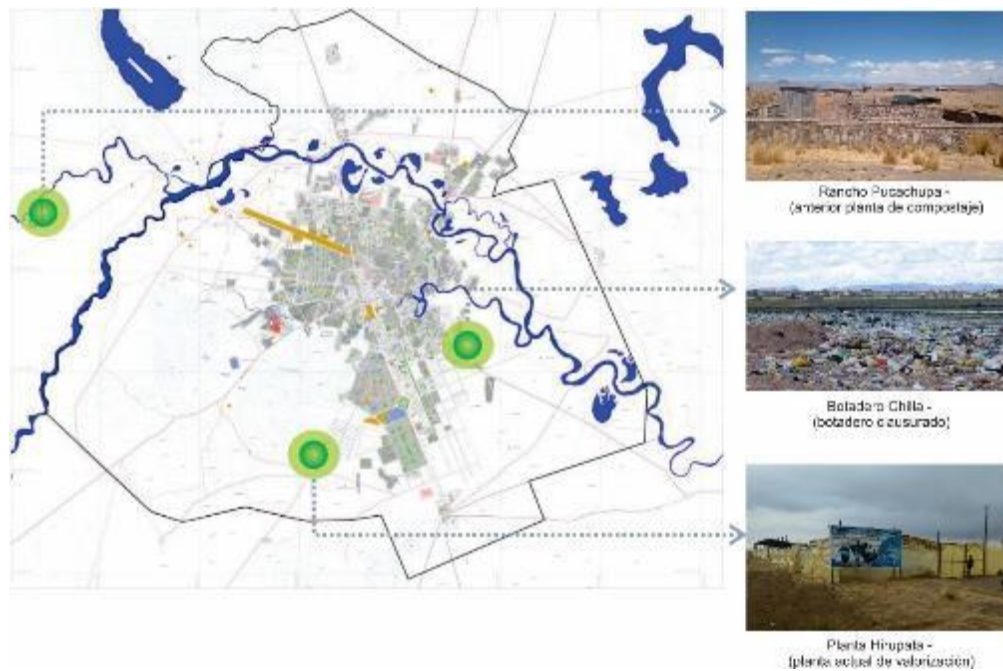 Rancho Pucachupa -
(anterior planta de compostaje)
Botadero Chilla -
(botadero clausurado)
Planta Hirupata -
(planta actual de valorización)